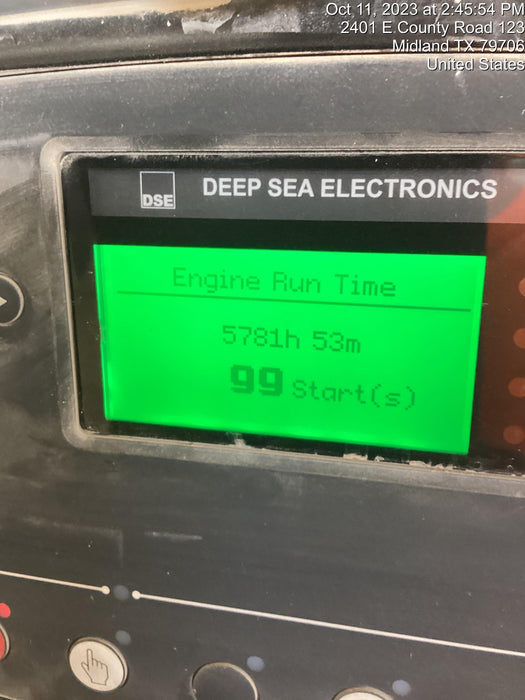 Oct 11, 2023 at 2:45:54 PM
2401 E County Road 123
Midland TX 79706
United States
DSE DEEP SEA ELECTRONICS
Engine Run Time
5781h 53m
99 Start(s)